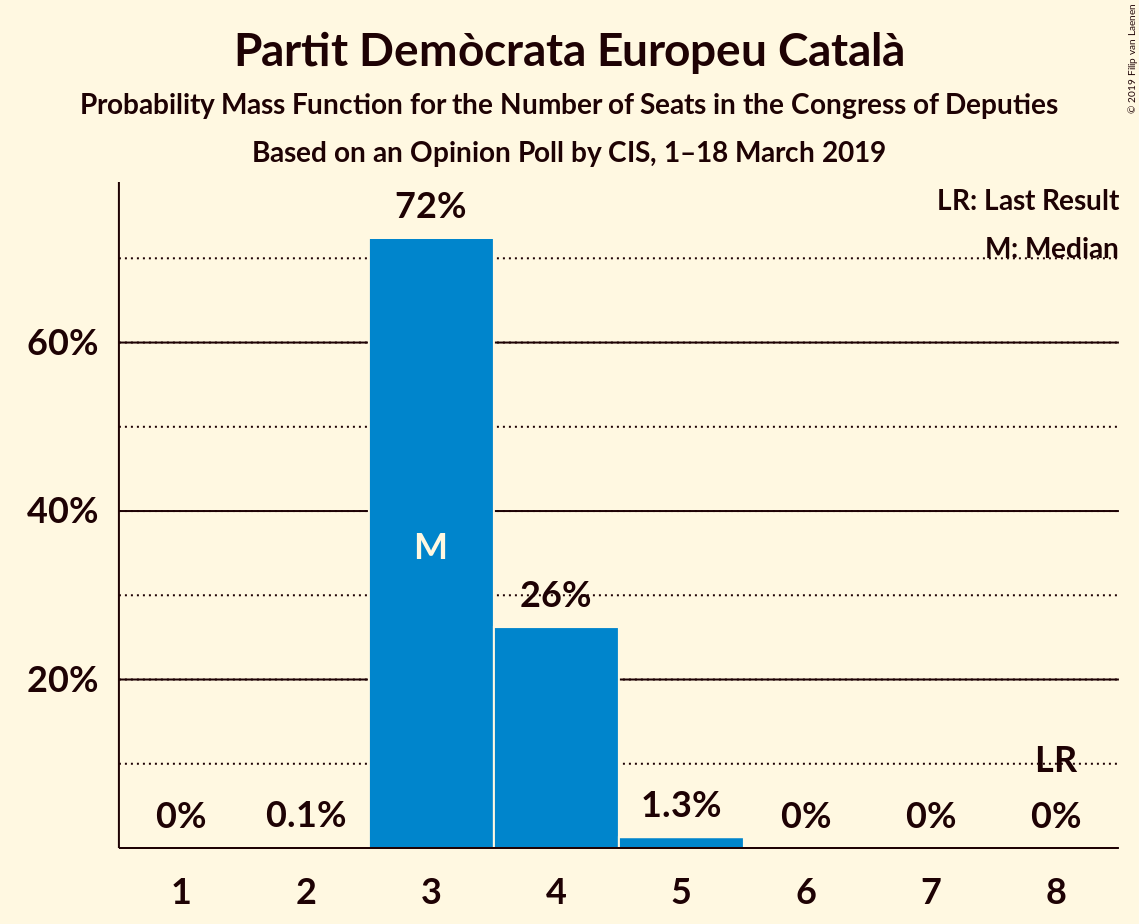 Partit Demòcrata Europeu Català
Probability Mass Function for the Number of Seats in the Congress of Deputies
Based on an Opinion Poll by CIS, 1–18 March 2019
© 2019 Filip van Laenen
LR: Last Result
M: Median
60%
40%
20%
0%
0.1%
72%
M
26%
1.3%
0%
0%
LR
0%
1
2
3
4
5
6
7
8